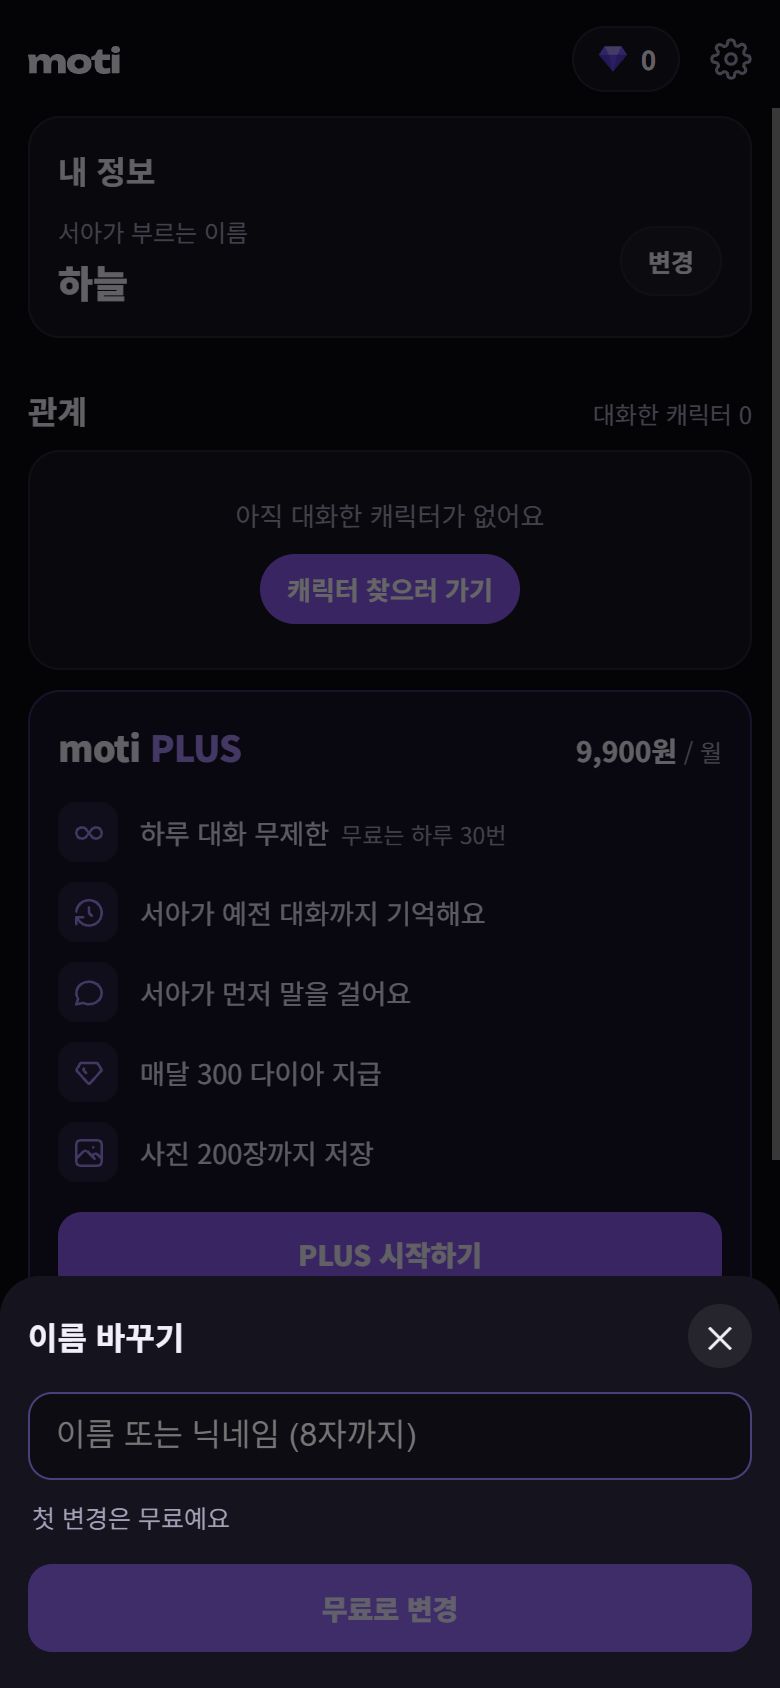 moti
0
내 정보
서아가 부르는 이름
하늘
변경
관계
대화한 캐릭터 0
아직 대화한 캐릭터가 없어요
캐릭터 찾으러 가기
moti PLUS
9,900원 / 월
하루 대화 무제한 무료는 하루 30번
서아가 예전 대화까지 기억해요
서아가 먼저 말을 걸어요
매달 300 다이아 지급
사진 200장까지 저장
PLUS 시작하기
이름 바꾸기
이름 또는 닉네임 (8자까지)
첫 변경은 무료예요
무료로 변경